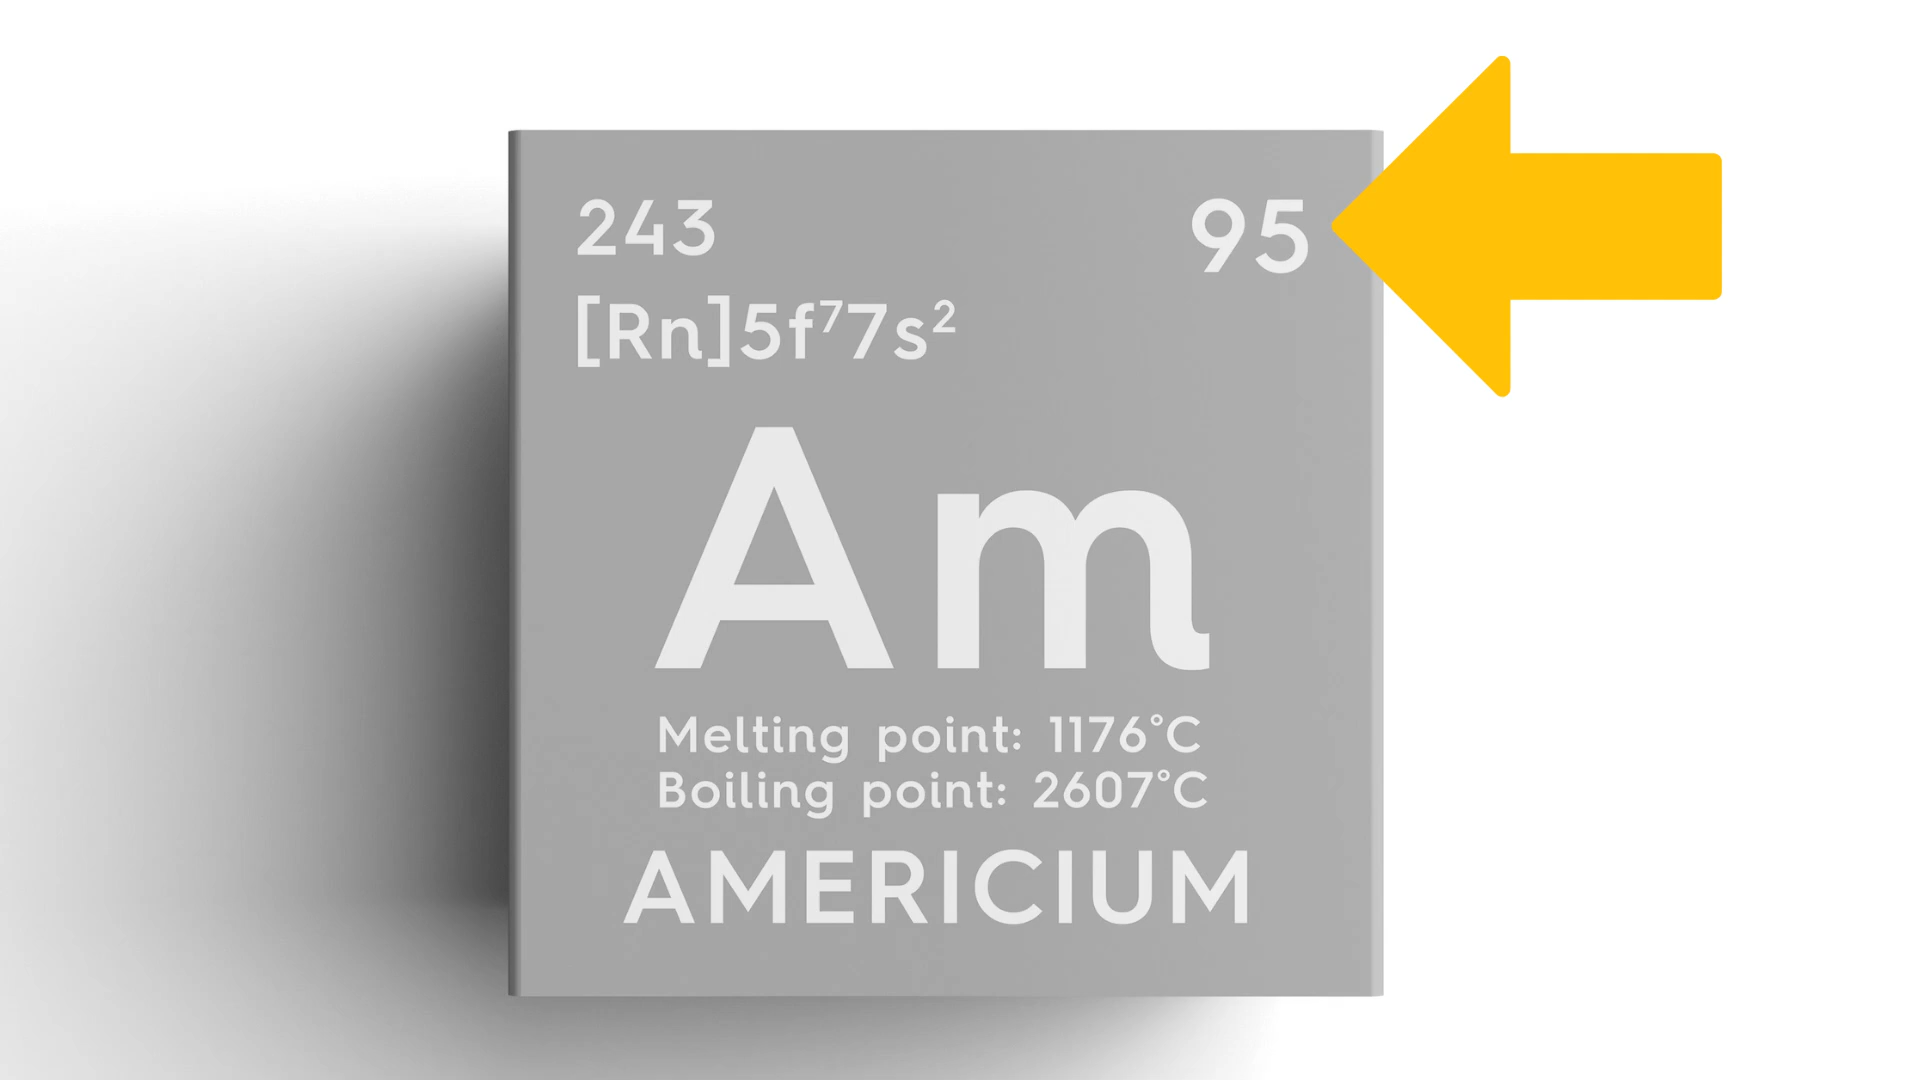 243 95
[Rn]5f⁷7s²
Am
Melting point: 1176°C
Boiling point: 2607°C
AMERICIUM